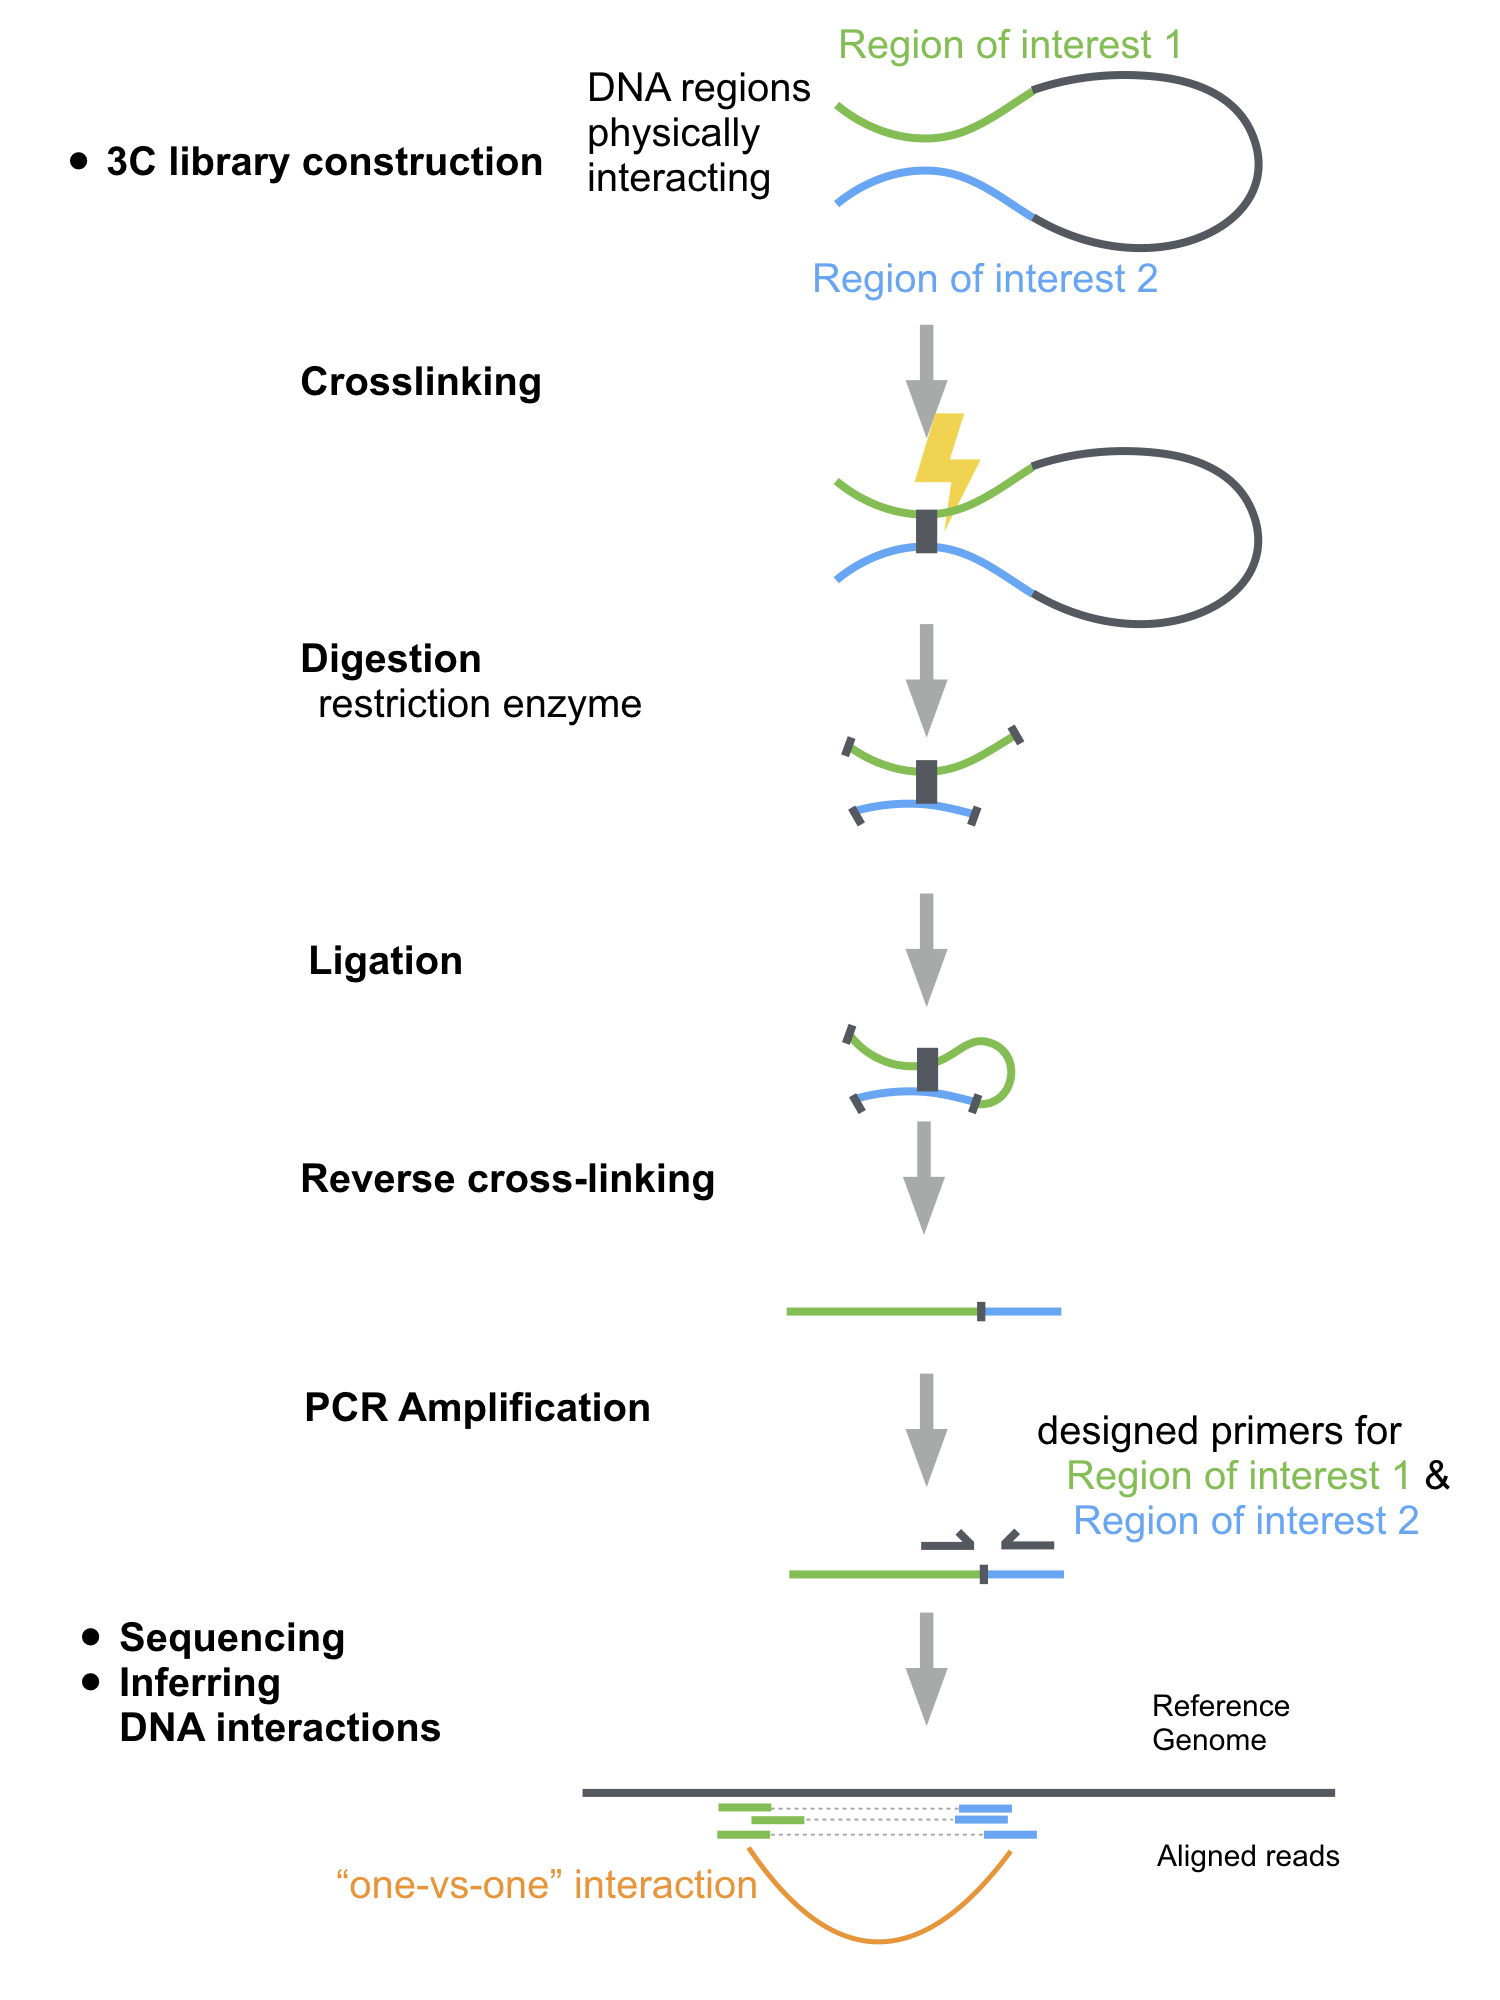 Region of interest 1
DNA regions
physically
interacting
• 3C library construction
Region of interest 2
Crosslinking
Digestion
restriction enzyme
Ligation
Reverse cross-linking
PCR Amplification
designed primers for
Region of interest 1 &
Region of interest 2
• Sequencing
• Inferring
DNA interactions
Reference
Genome
Aligned reads
“one-vs-one” interaction